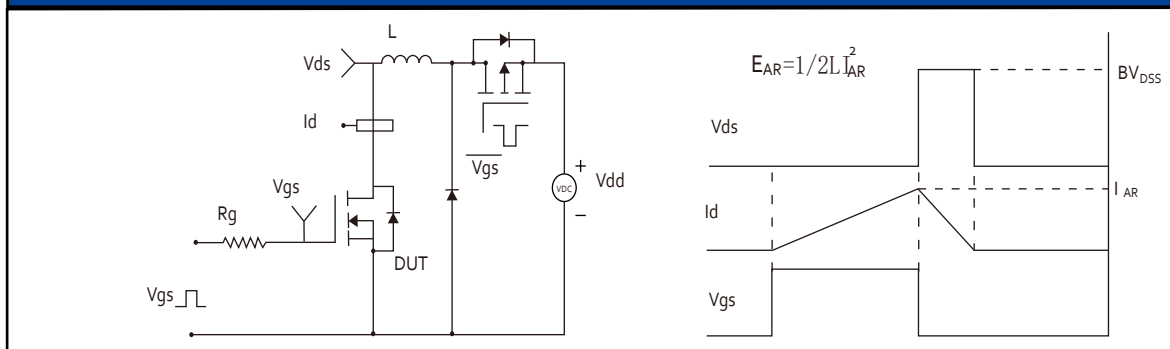 L
Vds
Id
Vgs
Rg
Vgs
DUT
Vgs
+
VDC
Vdd
−
E_AR=1/2LI²_AR
Vds
BV_DSS
Id
I_AR
Vgs